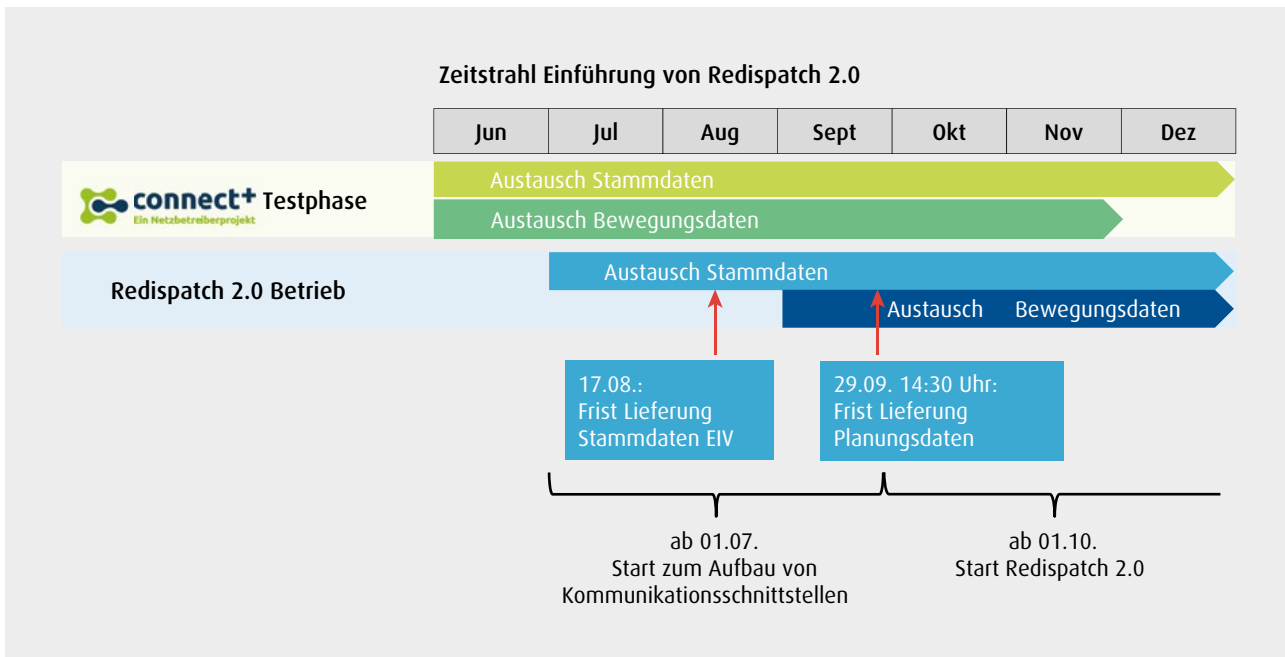 Zeitstrahl Einführung von Redispatch 2.0
Jun Jul Aug Sept Okt Nov Dez
connect+ Testphase
Ein Netzbetreiberprojekt
Austausch Stammdaten
Austausch Bewegungsdaten
Redispatch 2.0 Betrieb
Austausch Stammdaten
Austausch Bewegungsdaten
17.08.:
Frist Lieferung
Stammdaten EIV
29.09. 14:30 Uhr:
Frist Lieferung
Planungsdaten
ab 01.07.
Start zum Aufbau von
Kommunikationsschnittstellen
ab 01.10.
Start Redispatch 2.0